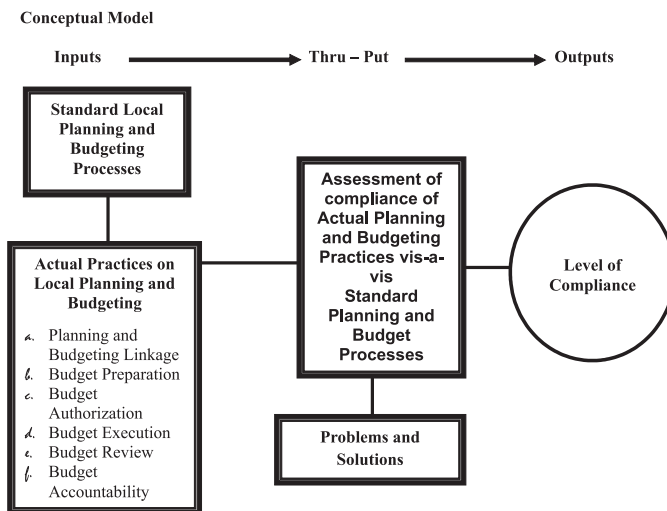 Conceptual Model
Inputs
Thru – Put
Outputs
Standard Local
Planning and
Budgeting
Processes
Actual Practices on
Local Planning and
Budgeting
a. Planning and
Budgeting Linkage
b. Budget Preparation
c. Budget
Authorization
d. Budget Execution
e. Budget Review
f. Budget
Accountability
Assessment of
compliance of
Actual Planning
and Budgeting
Practices vis-a-
vis
Standard
Planning and
Budget
Processes
Problems and
Solutions
Level of
Compliance